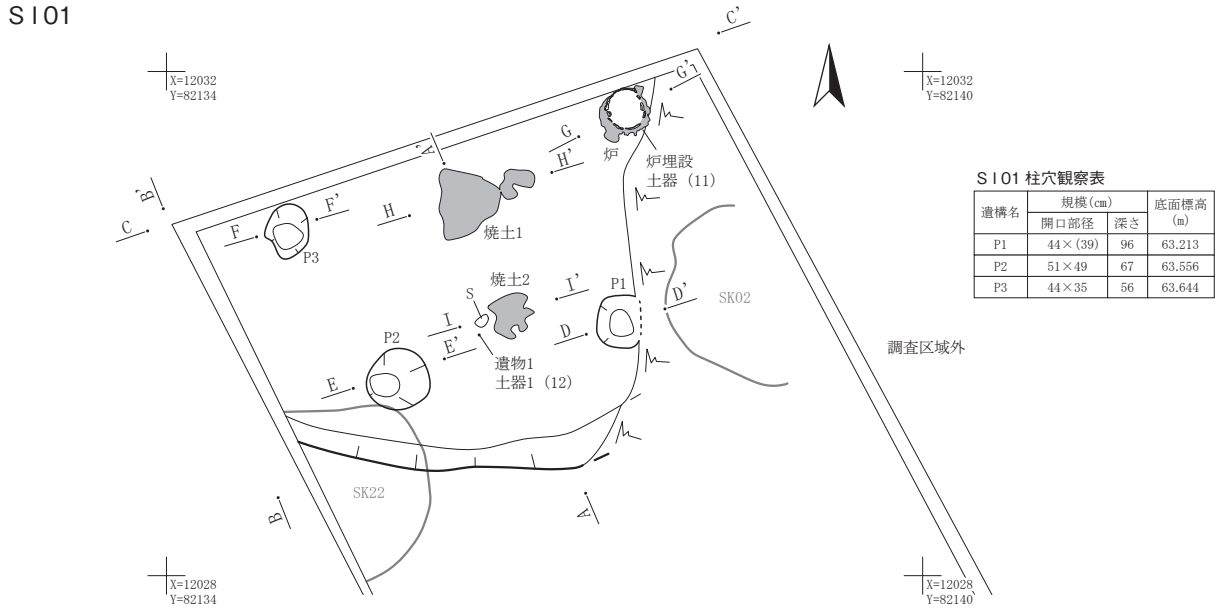 SI01
C'
X=12032
Y=82134
X=12032
Y=82140
G'
G
炉
H'
炉埋設
土器（11）
A'
B'
C
F'
F
P3
H
焼土1
焼土2
S
I'
I
P1
D'
D
SK02
P2
E'
E
遺物1
土器1（12）
調査区域外
SK22
B
A
X=12028
Y=82134
X=12028
Y=82140
SI01 柱穴観察表
遺構名 規模(cm) 底面標高
開口部径 深さ (m)
P1 44×(39) 96 63.213
P2 51×49 67 63.556
P3 44×35 56 63.644